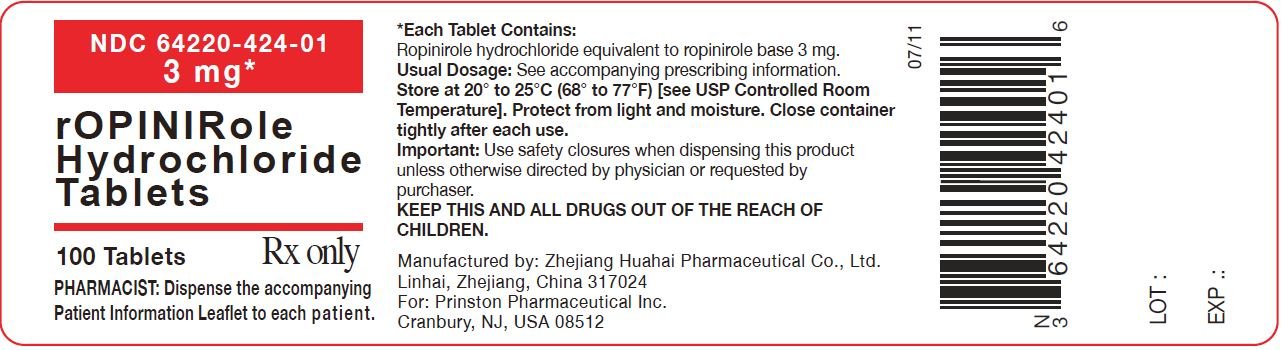 NDC 64220-424-01
3 mg*
rOPINIRole
Hydrochloride
Tablets
100 Tablets Rx only
PHARMACIST: Dispense the accompanying
Patient Information Leaflet to each patient.
*Each Tablet Contains:
Ropinirole hydrochloride equivalent to ropinirole base 3 mg.
Usual Dosage: See accompanying prescribing information.
Store at 20° to 25°C (68° to 77°F) [see USP Controlled Room
Temperature]. Protect from light and moisture. Close container
tightly after each use.
Important: Use safety closures when dispensing this product
unless otherwise directed by physician or requested by
purchaser.
KEEP THIS AND ALL DRUGS OUT OF THE REACH OF
CHILDREN.
Manufactured by: Zhejiang Huahai Pharmaceutical Co., Ltd.
Linhai, Zhejiang, China 317024
For: Prinston Pharmaceutical Inc.
Cranbury, NJ, USA 08512
07/11
N
3 64220 42401 6
LOT :
EXP .: